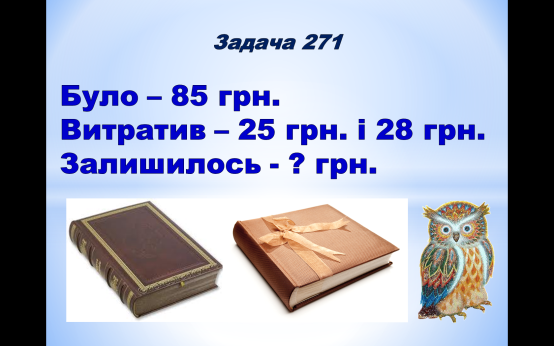 Задача 271
Було – 85 грн.
Витратив – 25 грн. і 28 грн.
Залишилось - ? грн.